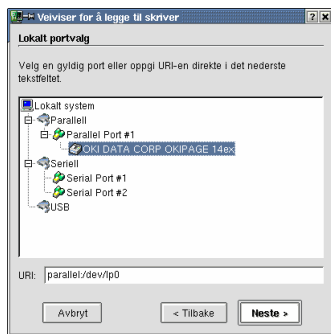 Veiviser for å legge til skriver
Lokalt portvalg
Velg en gyldig port eller oppgi URI-en direkte i det nederste
tekstfeltet.
Lokalt system
Parallell
Parallel Port #1
OKI DATA CORP OKIPAGE 14ex
Seriell
Serial Port #1
Serial Port #2
USB
URI: parallel:/dev/lp0
Avbryt < Tilbake Neste >